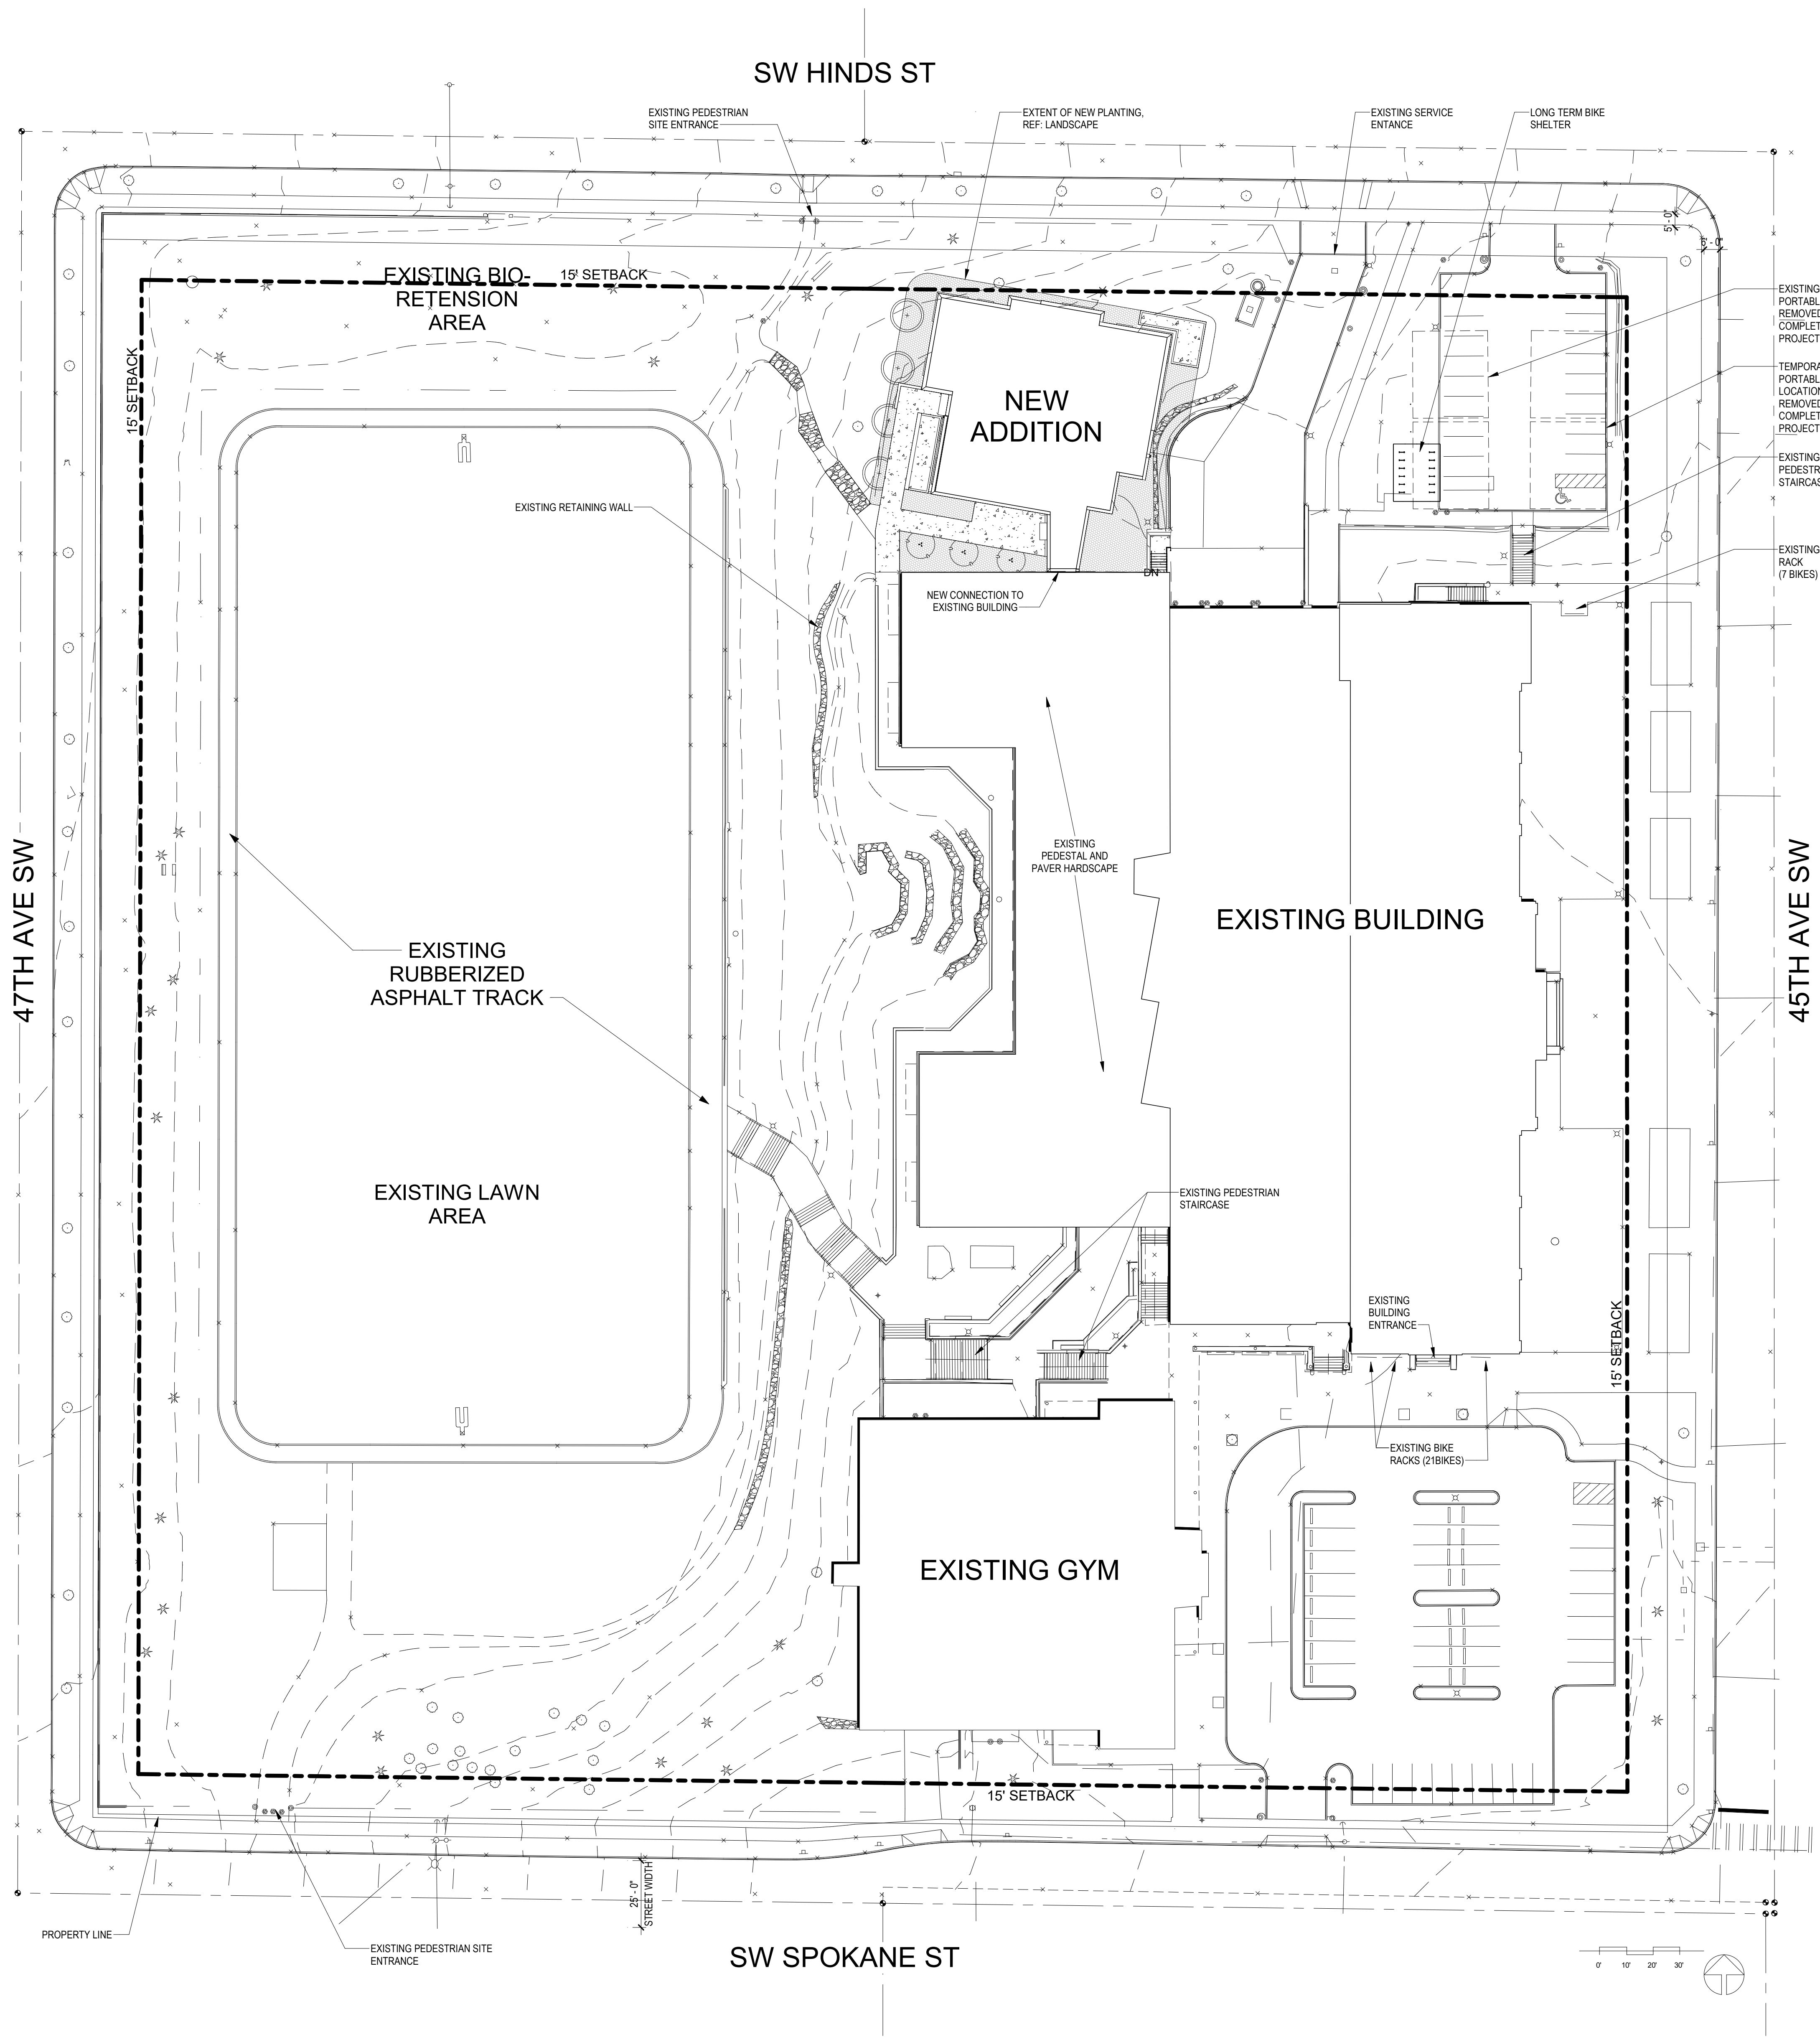 SW HINDS ST
EXISTING PEDESTRIAN
SITE ENTRANCE
EXTENT OF NEW PLANTING,
REF: LANDSCAPE
EXISTING SERVICE
ENTANCE
LONG TERM BIKE
SHELTER
5' - 0"
EXISTING BIO-
RETENSION
AREA
15' SETBACK
15' SETBACK
EXISTING
PORTABL
REMOVED
COMPLET
PROJECT
TEMPORA
PORTABL
LOCATION
REMOVED
COMPLET
PROJECT
NEW
ADDITION
EXISTING
PEDESTR
STAIRCAS
EXISTING RETAINING WALL
EXISTING
RACK
(7 BIKES)
DN
NEW CONNECTION TO
EXISTING BUILDING
47TH AVE SW
EXISTING
PEDESTAL AND
PAVER HARDSCAPE
EXISTING BUILDING
45TH AVE SW
EXISTING
RUBBERIZED
ASPHALT TRACK
EXISTING LAWN
AREA
EXISTING PEDESTRIAN
STAIRCASE
EXISTING
BUILDING
ENTRANCE
15' SETBACK
EXISTING BIKE
RACKS (21BIKES)
EXISTING GYM
15' SETBACK
25' - 0"
STREET WIDTH
PROPERTY LINE
EXISTING PEDESTRIAN SITE
ENTRANCE
SW SPOKANE ST
0' 10' 20' 30'